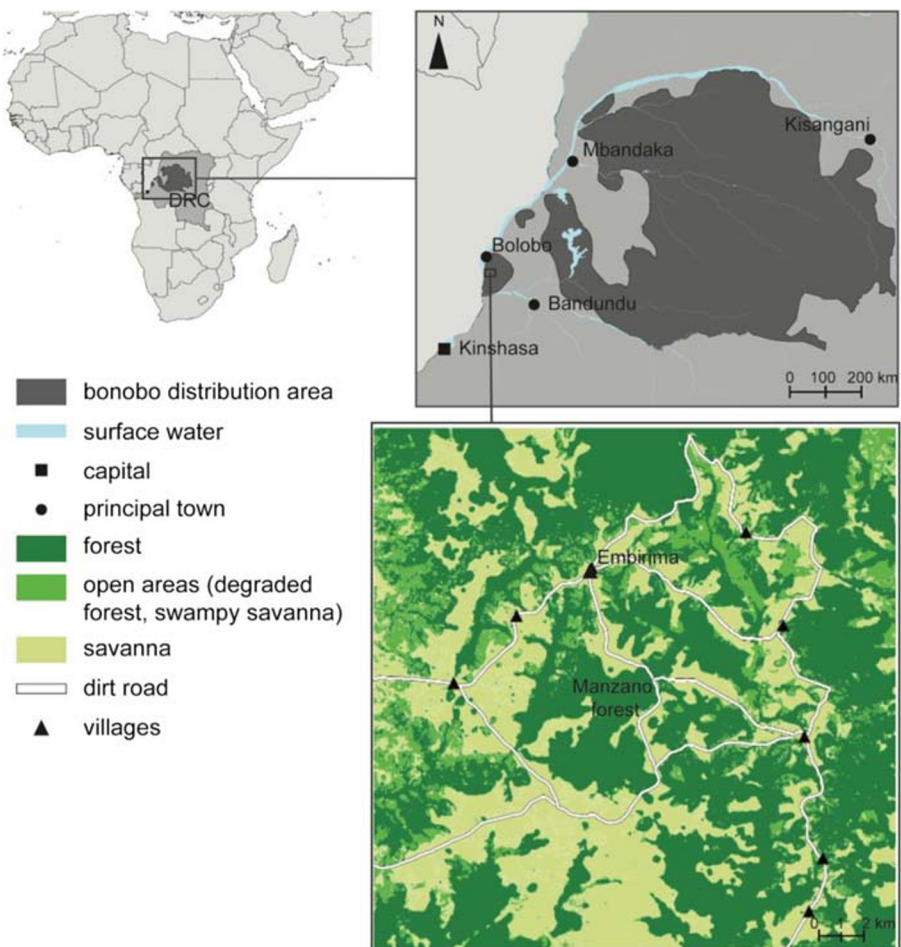 DRC
N
Kisangani
Mbandaka
Bolobo
Bandundu
Kinshasa
0 100 200 km
bonobo distribution area
surface water
capital
principal town
forest
open areas (degraded
forest, swampy savanna)
savanna
dirt road
villages
Embirima
Manzano
forest
0 1 2 km